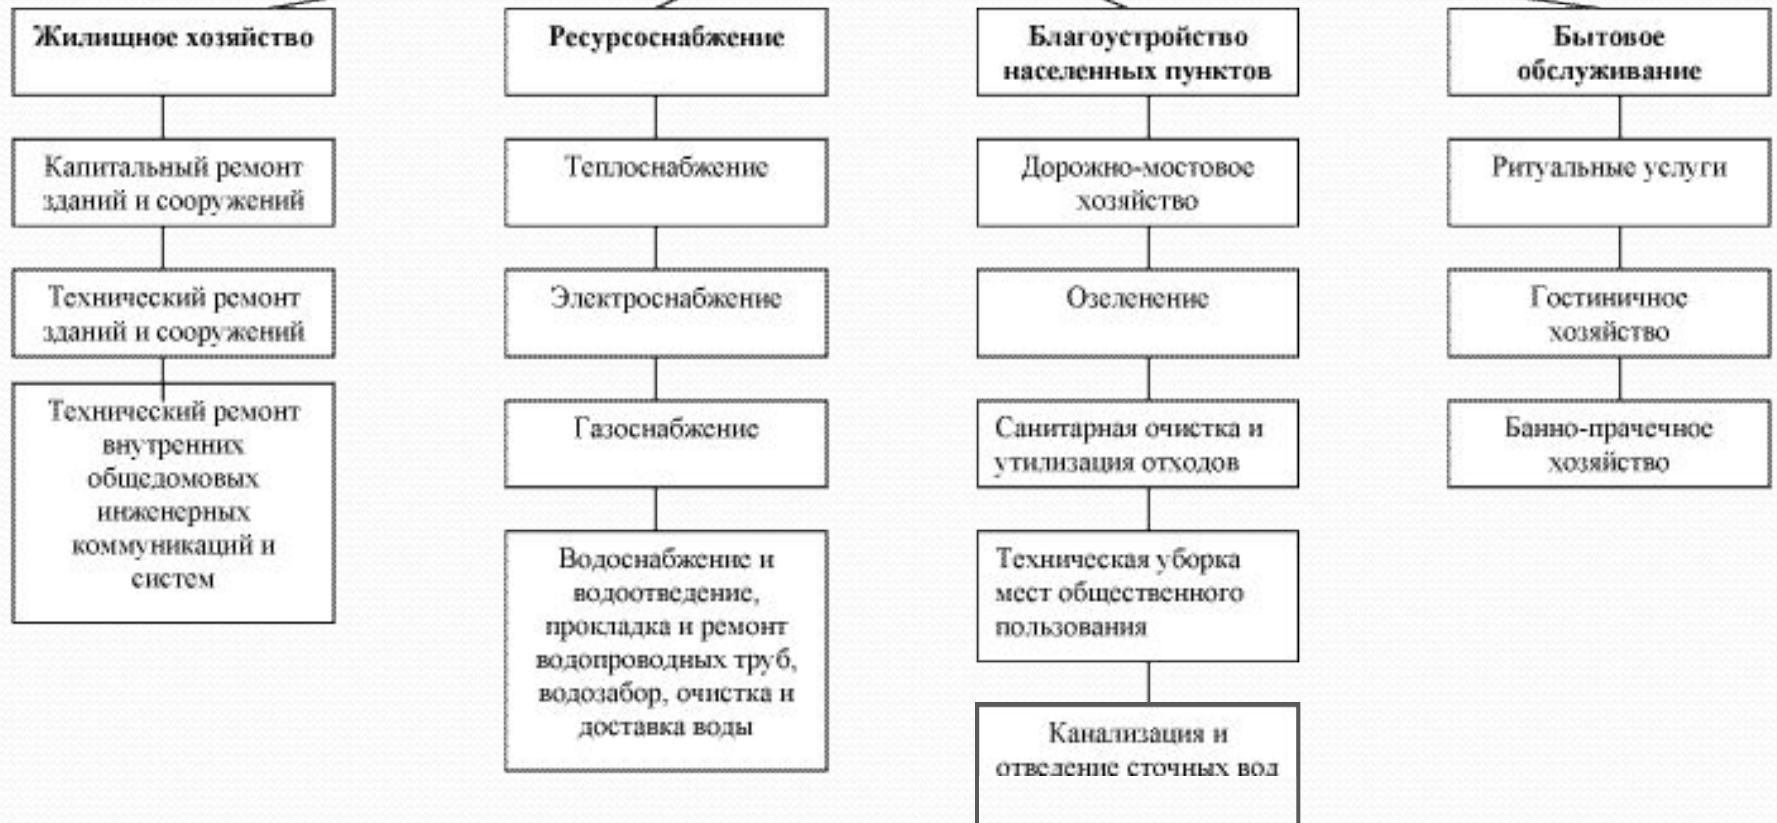 Жилищное хозяйство
Капитальный ремонт
зданий и сооружений
Технический ремонт
зданий и сооружений
Технический ремонт
внутренних
общедомовых
инженерных
коммуникаций и
систем
Ресурсоснабжение
Теплоснабжение
Электроснабжение
Газоснабжение
Водоснабжение и
водоотведение,
прокладка и ремонт
водопроводных труб,
водозабор, очистка и
доставка воды
Благоустройство
населенных пунктов
Дорожно-мостовое
хозяйство
Озеленение
Санитарная очистка и
утилизация отходов
Техническая уборка
мест общественного
пользования
Канализация и
отведение сточных вод
Бытовое
обслуживание
Ритуальные услуги
Гостиничное
хозяйство
Банно-прачечное
хозяйство